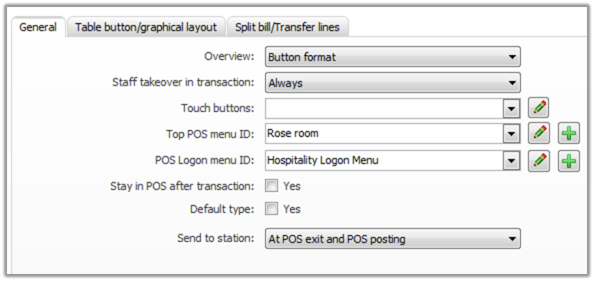 General Table button/graphical layout Split bill/Transfer lines
Overview: Button format
Staff takeover in transaction: Always
Touch buttons:
Top POS menu ID: Rose room
POS Logon menu ID: Hospitality Logon Menu
Stay in POS after transaction: Yes
Default type: Yes
Send to station: At POS exit and POS posting